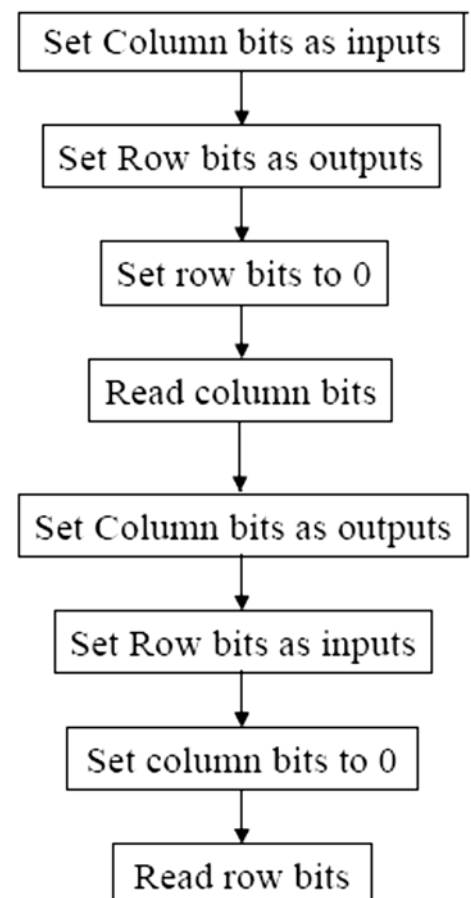 Set Column bits as inputs
Set Row bits as outputs
Set row bits to 0
Read column bits
Set Column bits as outputs
Set Row bits as inputs
Set column bits to 0
Read row bits